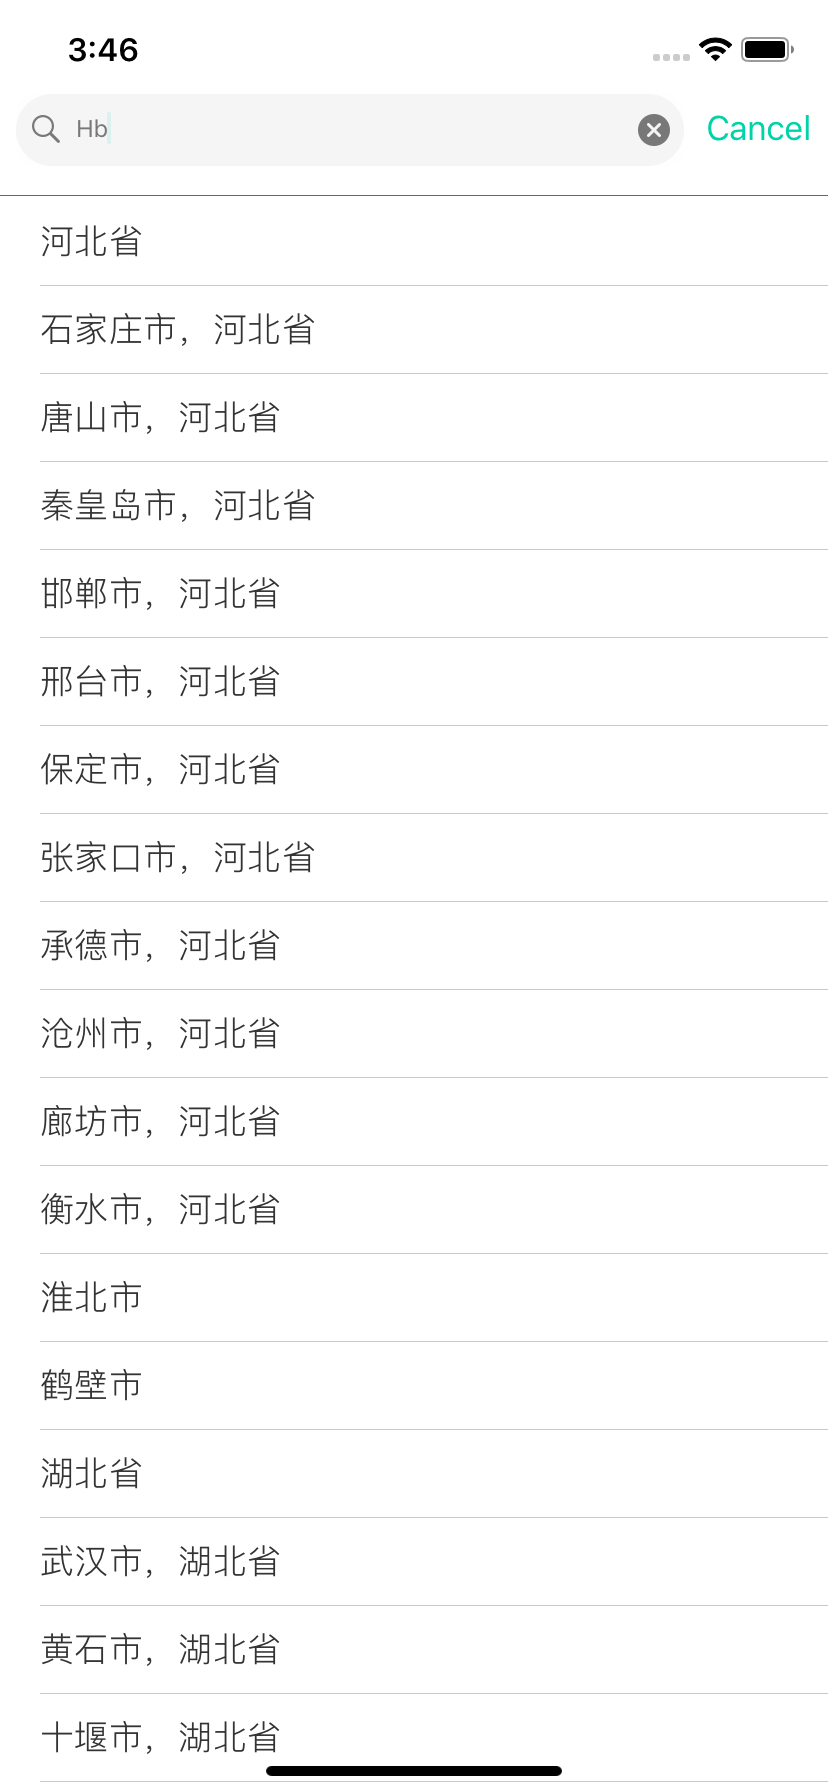 3:46
Hb
Cancel
河北省
石家庄市，河北省
唐山市，河北省
秦皇岛市，河北省
邯郸市，河北省
邢台市，河北省
保定市，河北省
张家口市，河北省
承德市，河北省
沧州市，河北省
廊坊市，河北省
衡水市，河北省
淮北市
鹤壁市
湖北省
武汉市，湖北省
黄石市，湖北省
十堰市，湖北省